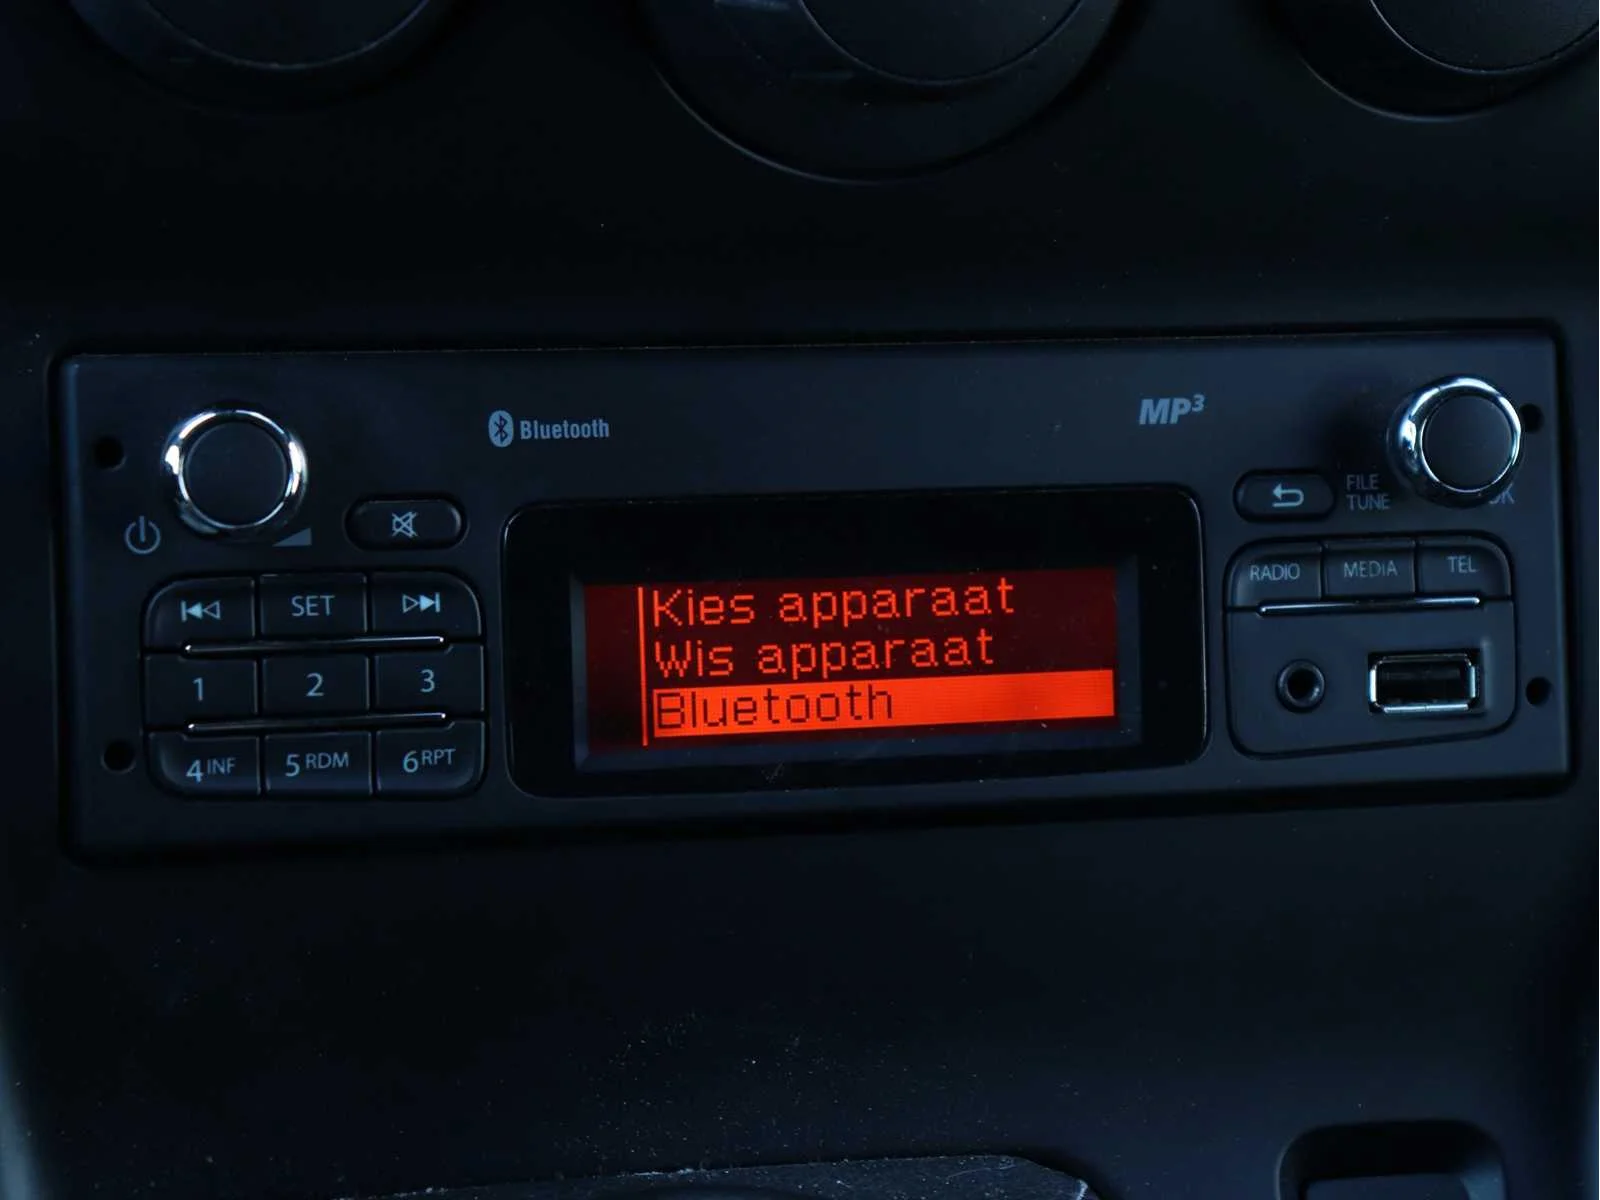 Bluetooth
MP3
FILE
TUNE
OK
SET
1
2
3
4 INF
5 RDM
6 RPT
Kies apparaat
Wis apparaat
Bluetooth
RADIO
MEDIA
TEL